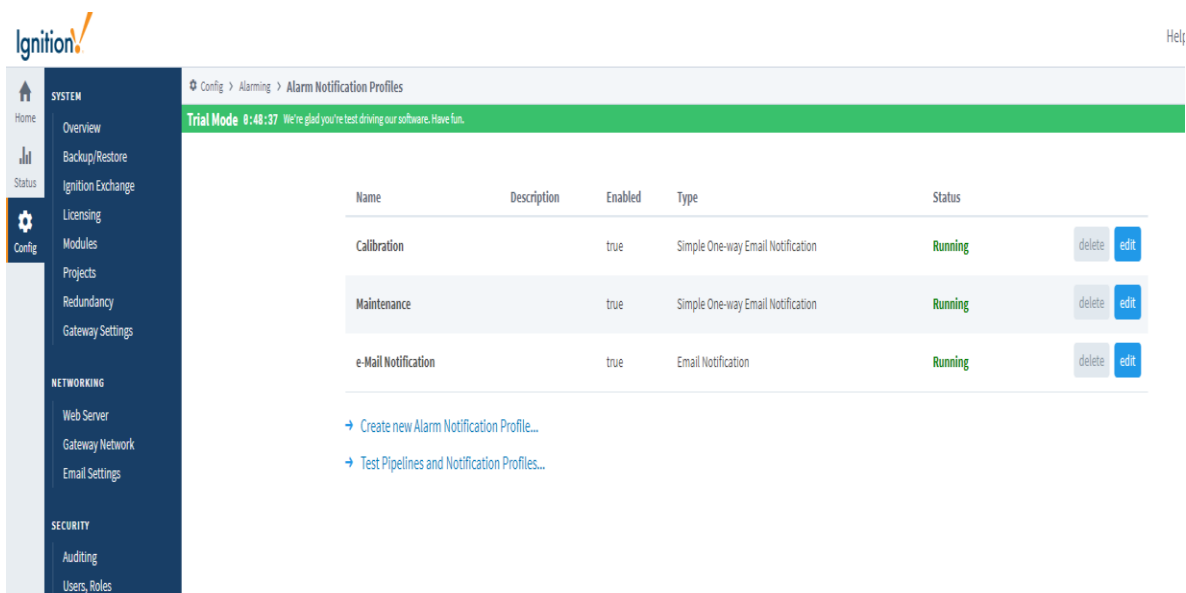 Ignition!
Help
Home
Status
Config
SYSTEM
Overview
Backup/Restore
Ignition Exchange
Licensing
Modules
Projects
Redundancy
Gateway Settings
NETWORKING
Web Server
Gateway Network
Email Settings
SECURITY
Auditing
Users, Roles
Config > Alarming > Alarm Notification Profiles
Trial Mode 0:48:37 We're glad you're test driving our software. Have fun.
Name Description Enabled Type Status
Calibration true Simple One-way Email Notification Running delete edit
Maintenance true Simple One-way Email Notification Running delete edit
e-Mail Notification true Email Notification Running delete edit
→ Create new Alarm Notification Profile...
→ Test Pipelines and Notification Profiles...